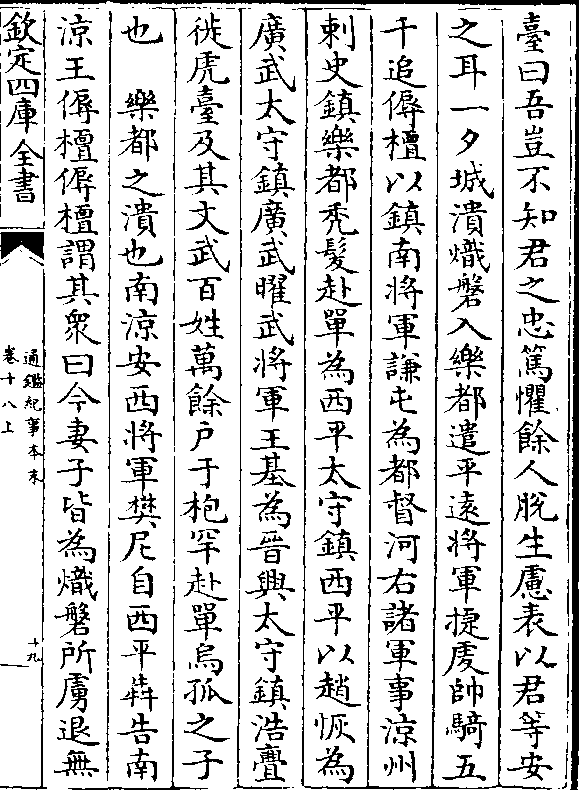 臺曰吾豈不知君之忠篤懼餘人脱生慮表以君等安
之耳一夕城潰熾磐入樂都遣平遠將軍捷䖍帥騎五
千追傉檀以鎮南將軍謙屯為都督河右諸軍事涼州
刺史鎮樂都秃髮赴單為西平太守鎮西平以趙恢為
廣武太守鎮廣武曜武將軍王基為晉興太守鎮浩亹
徙虎臺及其文武百姓萬餘户于枹罕赴單烏孤之子
也　樂都之潰也南涼安西將軍樊尼自西平犇告南
涼王傉檀傉檀謂其衆曰今妻子皆為熾磐所虜退無
欽定四庫全書
通鑑紀事本末
卷十八上
十九